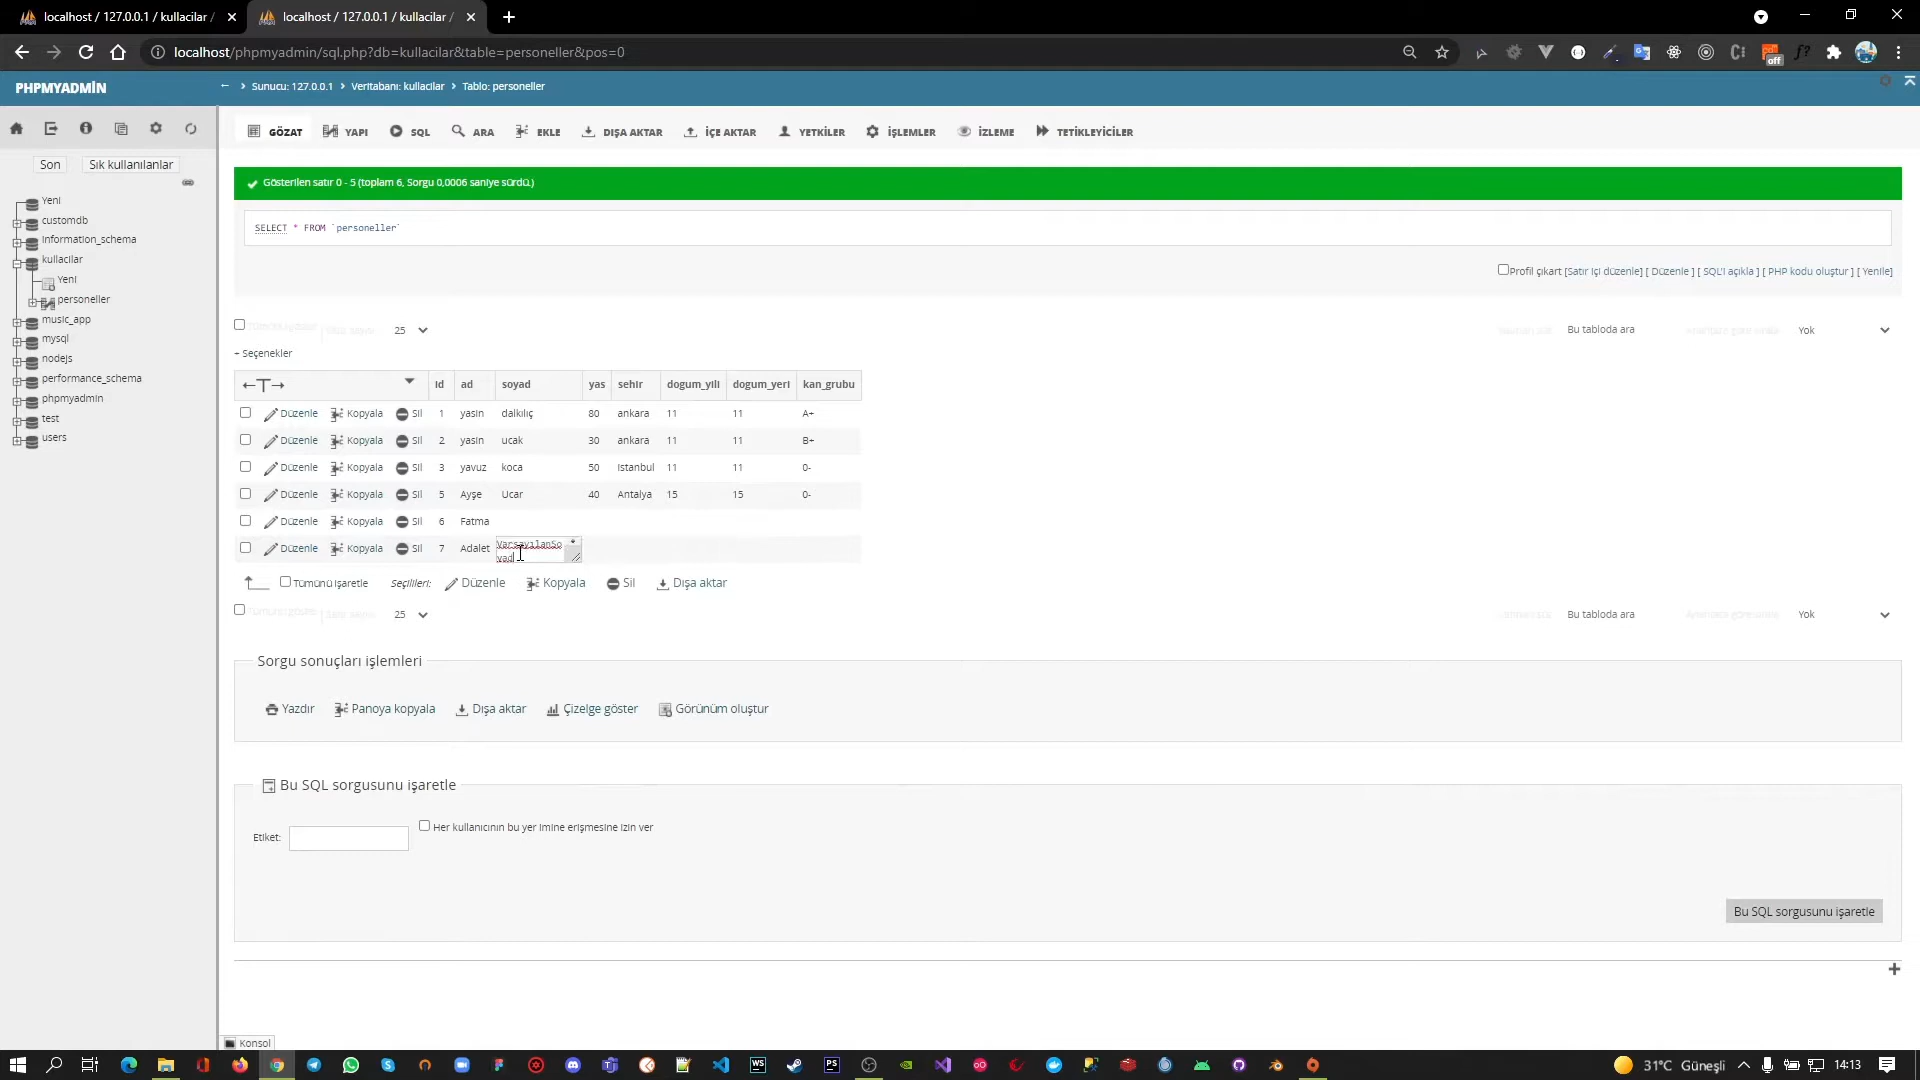 localhost / 127.0.0.1 / kullacilar /
localhost / 127.0.0.1 / kullacilar /
localhost/phpmyadmin/sql.php?db=kullacilar&table=personeller&pos=0
off
PHPMYADMİN
Sunucu: 127.0.0.1 › Veritabanı: kullacilar › Tablo: personeller
GÖZAT YAPI SQL ARA EKLE DIŞA AKTAR İÇE AKTAR YETKİLER İŞLEMLER İZLEME TETİKLEYİCİLER
Son Sık kullanılanlar
Yeni
customdb
information_schema
kullacilar
Yeni
personeller
music_app
mysql
nodejs
performance_schema
phpmyadmin
test
users
Gösterilen satır 0 - 5 (toplam 6, Sorgu 0,0006 saniye sürdü.)
SELECT * FROM `personeller`
Profil çıkart [Satır içi düzenle] [ Düzenle ] [ SQL'i açıkla ] [ PHP kodu oluştur ] [ Yenile]
25 Bu tabloda ara Yok
+ Seçenekler
←T→ id ad soyad yas sehir dogum_yili dogum_yeri kan_grubu
Düzenle Kopyala Sil 1 yasin dalkılıç 80 ankara 11 11 A+
Düzenle Kopyala Sil 2 yasin ucak 30 ankara 11 11 B+
Düzenle Kopyala Sil 3 yavuz koca 50 istanbul 11 11 0-
Düzenle Kopyala Sil 5 Ayşe Ucar 40 Antalya 15 15 0-
Düzenle Kopyala Sil 6 Fatma
Düzenle Kopyala Sil 7 Adalet VarsayılanSo
yad
Tümünü işaretle Seçilileri: Düzenle Kopyala Sil Dışa aktar
25 Bu tabloda ara Yok
Sorgu sonuçları işlemleri
Yazdır Panoya kopyala Dışa aktar Çizelge göster Görünüm oluştur
Bu SQL sorgusunu işaretle
Etiket: Her kullanıcının bu yer imine erişmesine izin ver
Bu SQL sorgusunu işaretle
Konsol
31°C Güneşli 14:13